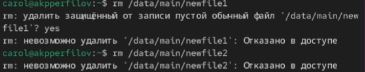 carol@akpperfilov:~$ rm /data/main/newfile1
rm: удалить защищённый от записи пустой обычный файл '/data/main/new
file1'? yes
rm: невозможно удалить '/data/main/newfile1': Отказано в доступе
carol@akpperfilov:~$ rm /data/main/newfile2
rm: невозможно удалить '/data/main/newfile2': Отказано в доступе